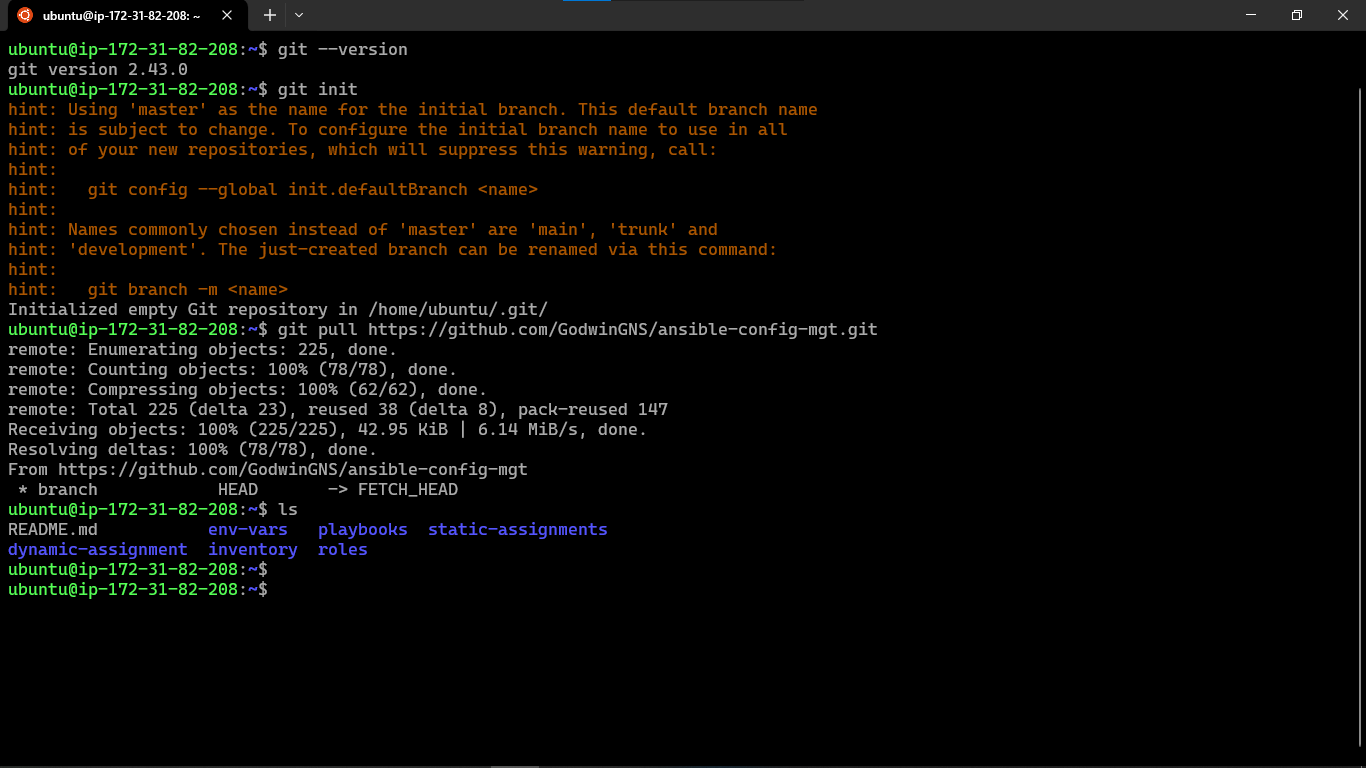 ubuntu@ip-172-31-82-208: ~
ubuntu@ip-172-31-82-208:~$ git --version
git version 2.43.0
ubuntu@ip-172-31-82-208:~$ git init
hint: Using 'master' as the name for the initial branch. This default branch name
hint: is subject to change. To configure the initial branch name to use in all
hint: of your new repositories, which will suppress this warning, call:
hint:
hint:   git config --global init.defaultBranch <name>
hint:
hint: Names commonly chosen instead of 'master' are 'main', 'trunk' and
hint: 'development'. The just-created branch can be renamed via this command:
hint:
hint:   git branch -m <name>
Initialized empty Git repository in /home/ubuntu/.git/
ubuntu@ip-172-31-82-208:~$ git pull https://github.com/GodwinGNS/ansible-config-mgt.git
remote: Enumerating objects: 225, done.
remote: Counting objects: 100% (78/78), done.
remote: Compressing objects: 100% (62/62), done.
remote: Total 225 (delta 23), reused 38 (delta 8), pack-reused 147
Receiving objects: 100% (225/225), 42.95 KiB | 6.14 MiB/s, done.
Resolving deltas: 100% (78/78), done.
From https://github.com/GodwinGNS/ansible-config-mgt
 * branch            HEAD       -> FETCH_HEAD
ubuntu@ip-172-31-82-208:~$ ls
README.md           env-vars   playbooks  static-assignments
dynamic-assignment  inventory  roles
ubuntu@ip-172-31-82-208:~$
ubuntu@ip-172-31-82-208:~$